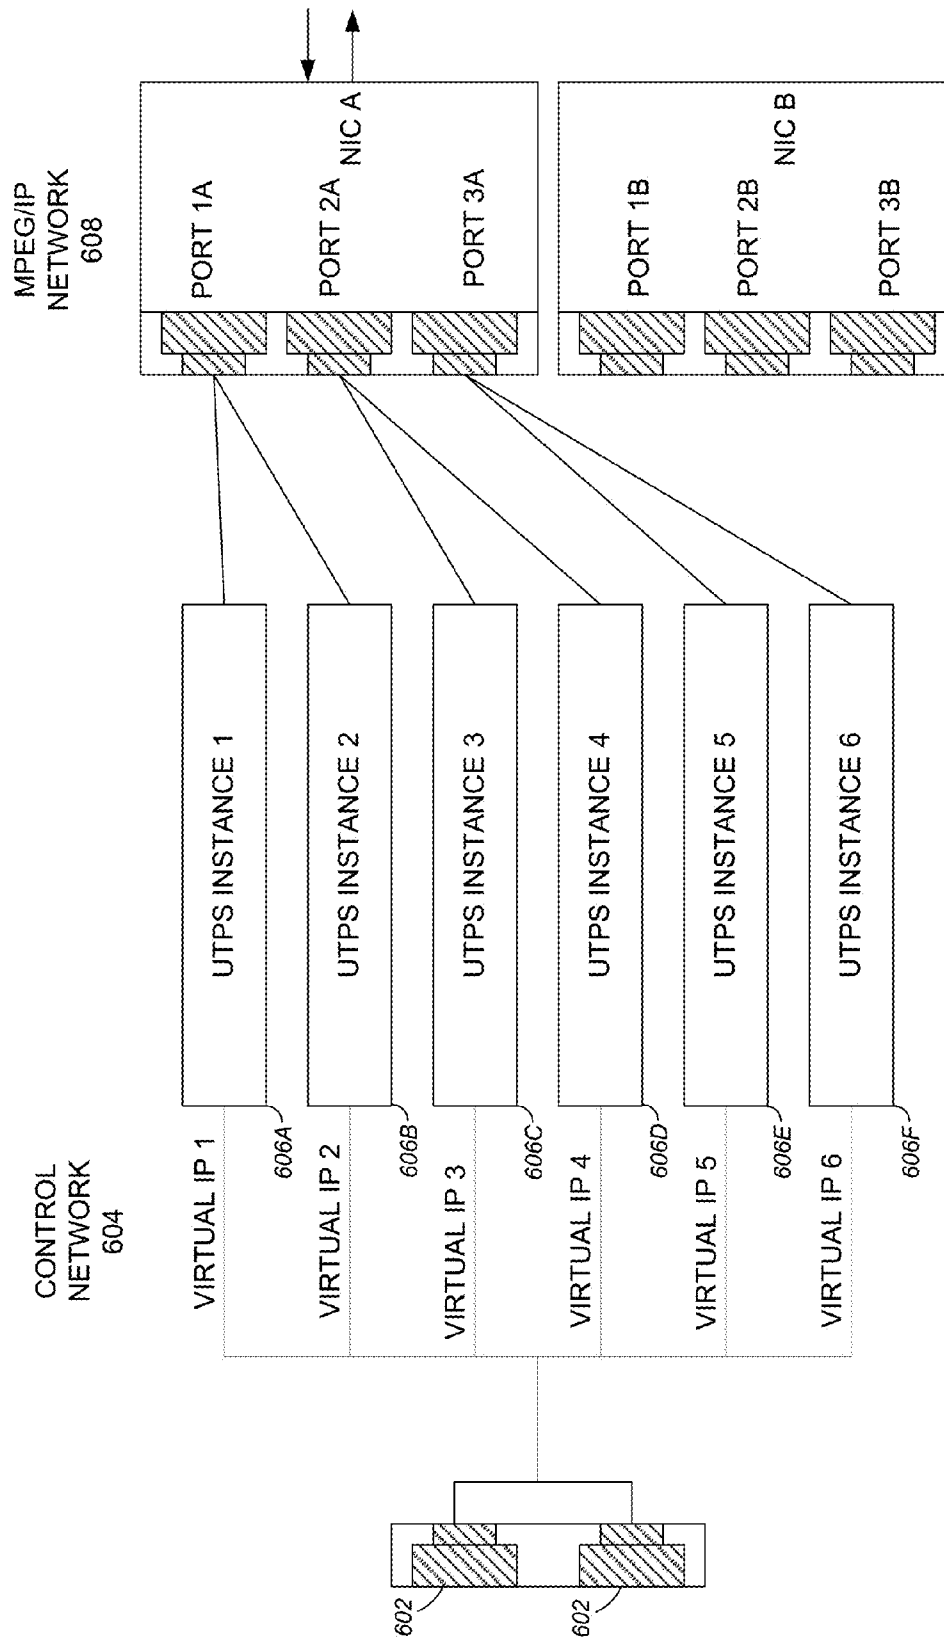 CONTROL
NETWORK
604
MPEG/IP
NETWORK
608
602
602
VIRTUAL IP 1
606A
UTPS INSTANCE 1
VIRTUAL IP 2
606B
UTPS INSTANCE 2
VIRTUAL IP 3
606C
UTPS INSTANCE 3
VIRTUAL IP 4
606D
UTPS INSTANCE 4
VIRTUAL IP 5
606E
UTPS INSTANCE 5
VIRTUAL IP 6
606F
UTPS INSTANCE 6
PORT 1A
PORT 2A
NIC A
PORT 3A
PORT 1B
PORT 2B
NIC B
PORT 3B